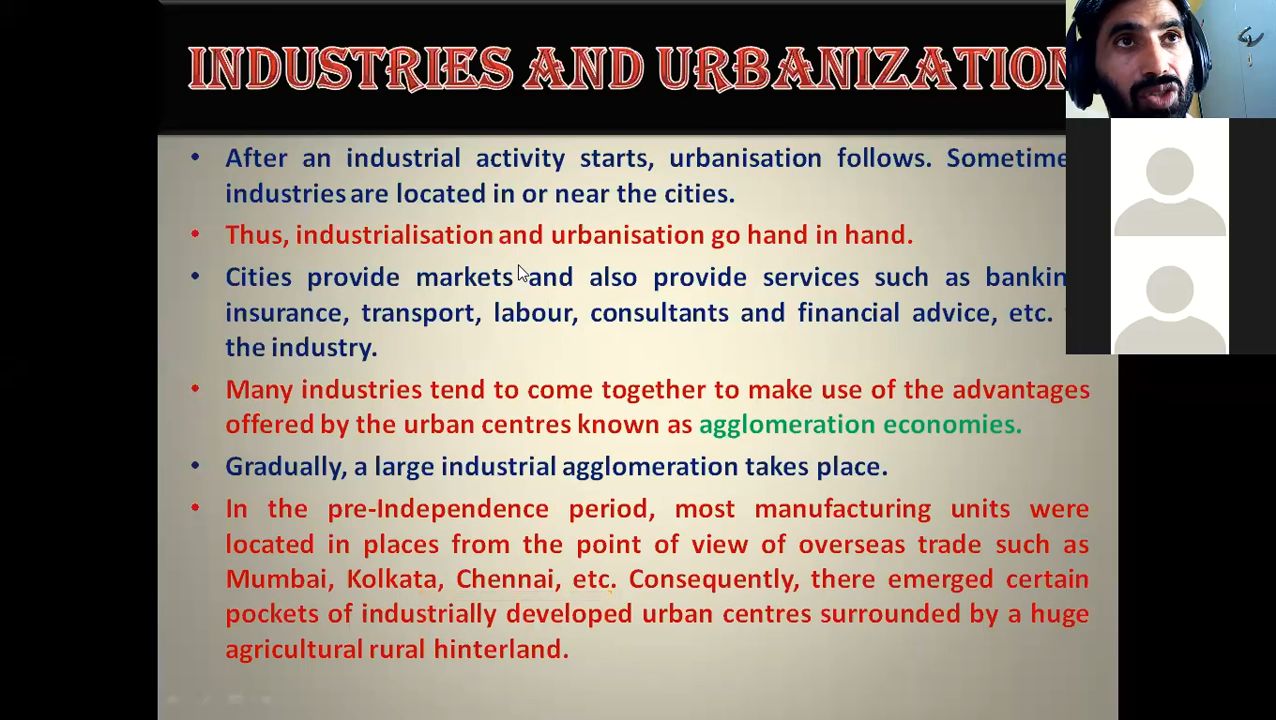 INDUSTRIES AND URBANIZATION
• After an industrial activity starts, urbanisation follows. Sometime
industries are located in or near the cities.
• Thus, industrialisation and urbanisation go hand in hand.
• Cities provide markets and also provide services such as bankin
insurance, transport, labour, consultants and financial advice, etc.
the industry.
• Many industries tend to come together to make use of the advantages
offered by the urban centres known as agglomeration economies.
• Gradually, a large industrial agglomeration takes place.
• In the pre-Independence period, most manufacturing units were
located in places from the point of view of overseas trade such as
Mumbai, Kolkata, Chennai, etc. Consequently, there emerged certain
pockets of industrially developed urban centres surrounded by a huge
agricultural rural hinterland.